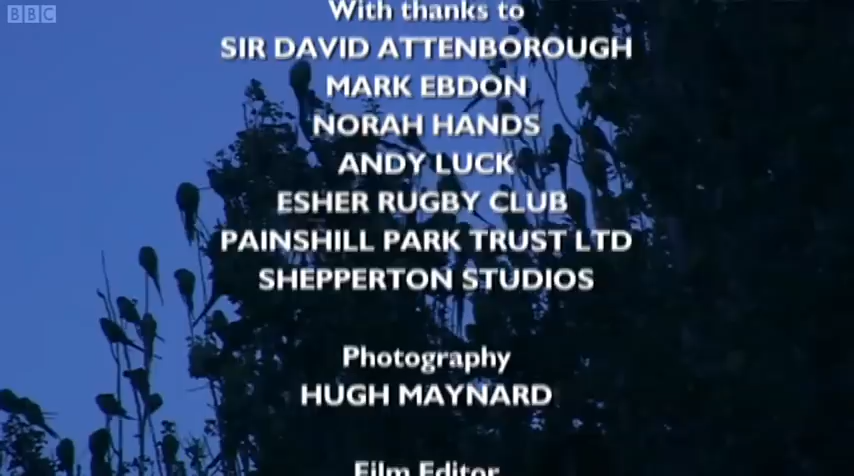 BBC
With thanks to
SIR DAVID ATTENBOROUGH
MARK EBDON
NORAH HANDS
ANDY LUCK
ESHER RUGBY CLUB
PAINSHILL PARK TRUST LTD
SHEPPERTON STUDIOS
Photography
HUGH MAYNARD
Film Editor